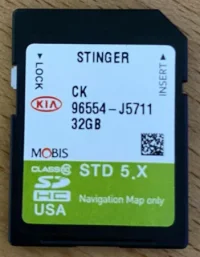 STINGER
LOCK
INSERT
CK
KIA
96554-J5711
32GB
MOBIS
CLASS 10
SD
HC
STD 5.X
USA
Navigation Map only